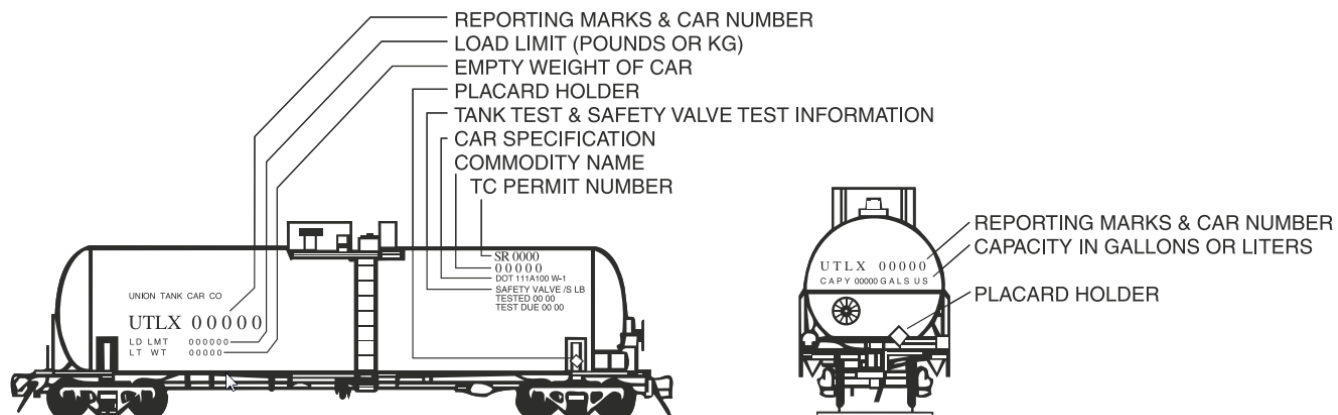 REPORTING MARKS & CAR NUMBER
LOAD LIMIT (POUNDS OR KG)
EMPTY WEIGHT OF CAR
PLACARD HOLDER
TANK TEST & SAFETY VALVE TEST INFORMATION
CAR SPECIFICATION
COMMODITY NAME
TC PERMIT NUMBER
SR 0000
00000
DOT 111A100 W-1
SAFETY VALVE /S LB
TESTED 00 00
TEST DUE 00 00
UNION TANK CAR CO
UTLX 00000
LD LMT 000000
LT WT 00000
REPORTING MARKS & CAR NUMBER
CAPACITY IN GALLONS OR LITERS
UTLX 00000
CAPY 00000 GALS US
PLACARD HOLDER